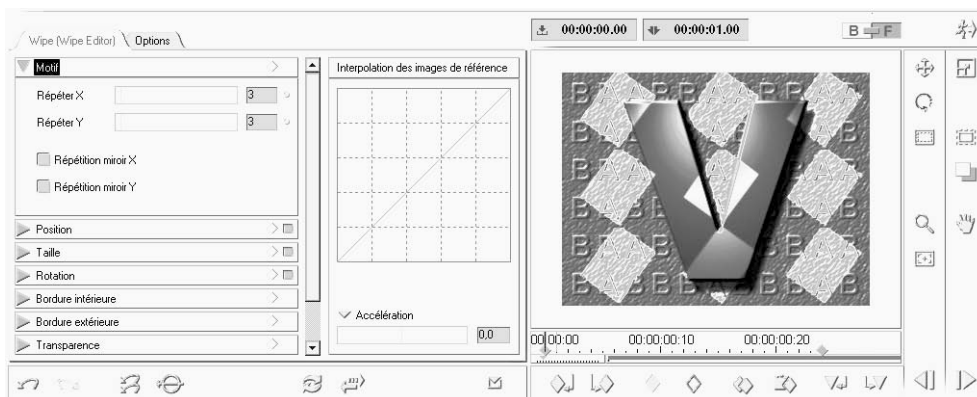 Wipe (Wipe Editor)
Options
00:00:00.00
00:00:01.00
B F
Motif
Répéter X
3
Répéter Y
3
Répétition miroir X
Répétition miroir Y
Position
Taille
Rotation
Bordure intérieure
Bordure extérieure
Transparence
Interpolation des images de référence
Accélération
0,0
00:00:00
00:00:00:10
00:00:00:20